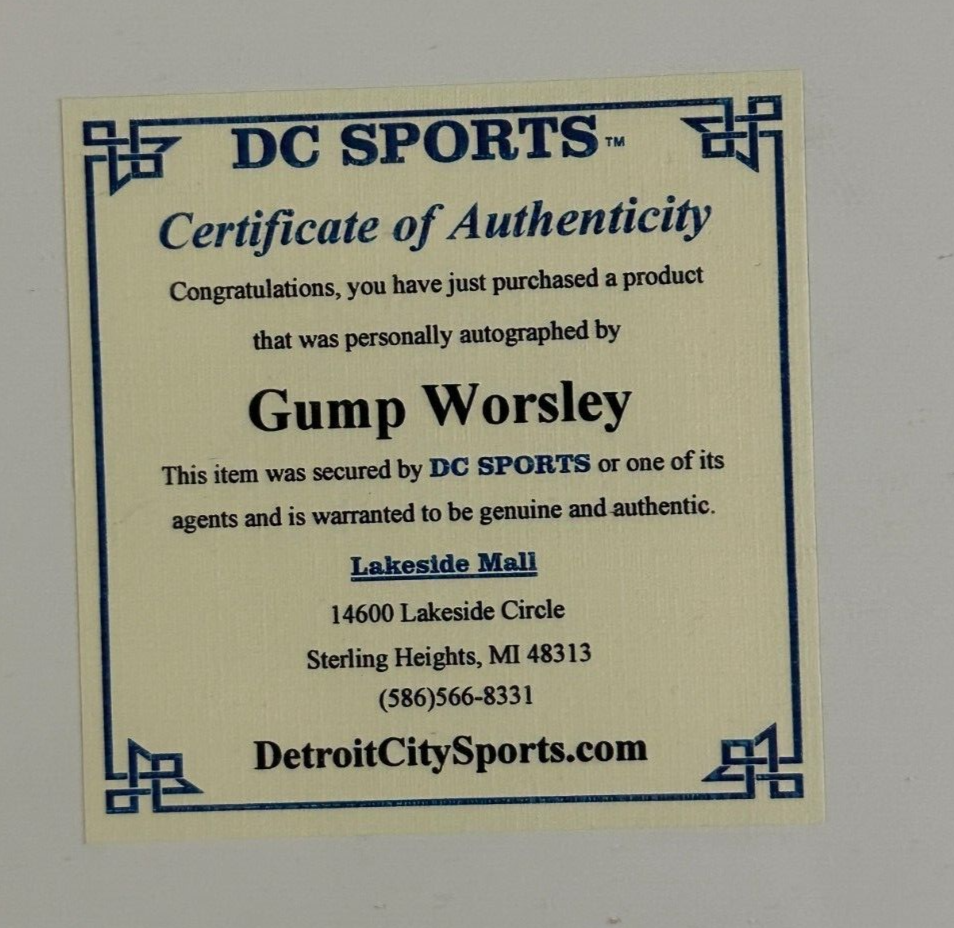 DC SPORTS™
Certificate of Authenticity
Congratulations, you have just purchased a product
that was personally autographed by
Gump Worsley
This item was secured by DC SPORTS or one of its
agents and is warranted to be genuine and authentic.
Lakeside Mall
14600 Lakeside Circle
Sterling Heights, MI 48313
(586)566-8331
DetroitCitySports.com